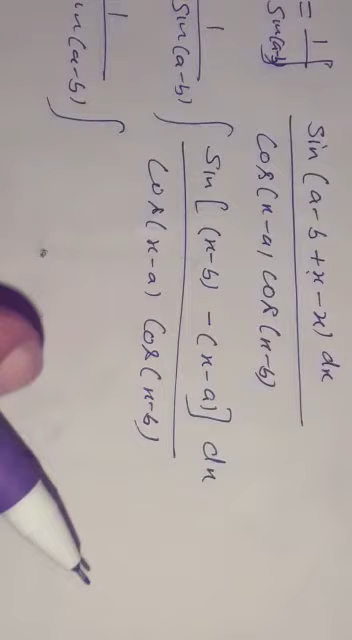 = 1/sin(a-b) ∫ sin(a-b+x-x) dx / cos(x-a) cos(x-b)
1/sin(a-b) ∫ sin[(x-b) - (x-a)] dx / cos(x-a) cos(x-b)
1/sin(a-b) ∫